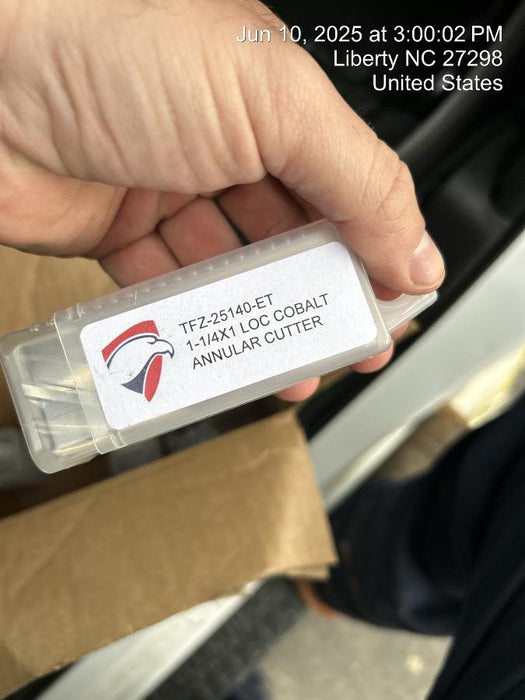 Jun 10, 2025 at 3:00:02 PM
Liberty NC 27298
United States
TFZ-25140-ET
1-1/4X1 LOC COBALT
ANNULAR CUTTER